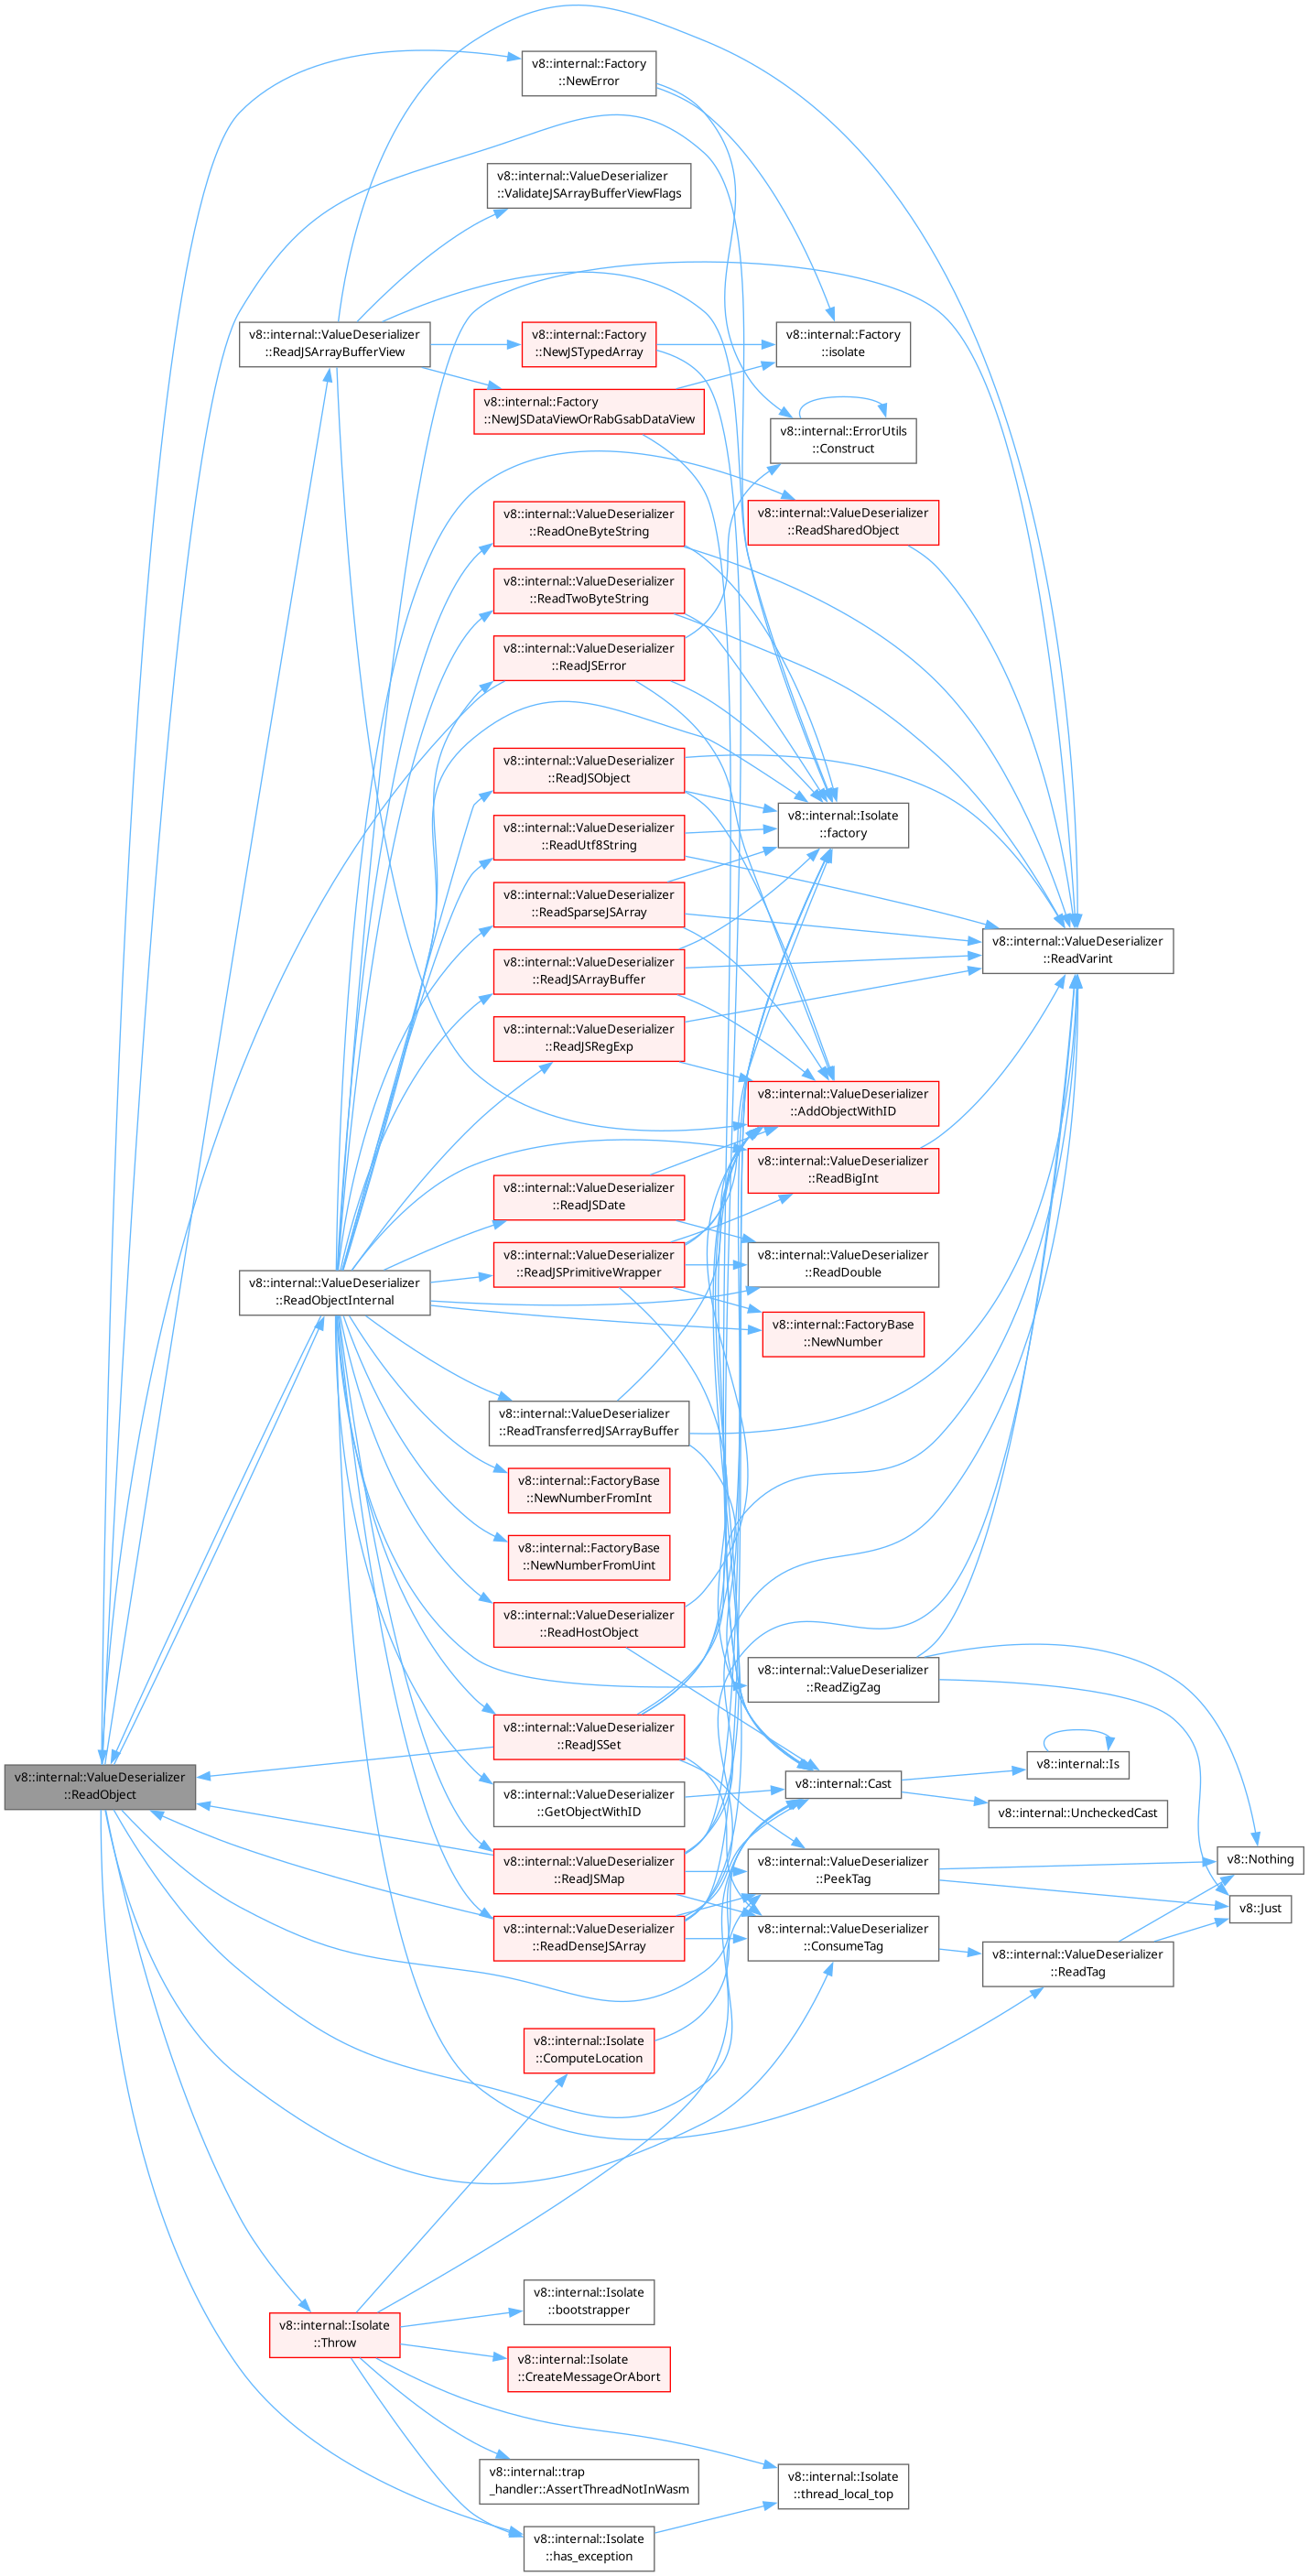 v8::internal::Factory
::NewError
v8::internal::ValueDeserializer
::ValidateJSArrayBufferViewFlags
v8::internal::ValueDeserializer
::ReadJSArrayBufferView
v8::internal::Factory
::NewJSTypedArray
v8::internal::Factory
::isolate
v8::internal::Factory
::NewJSDataViewOrRabGsabDataView
v8::internal::ErrorUtils
::Construct
v8::internal::ValueDeserializer
::ReadOneByteString
v8::internal::ValueDeserializer
::ReadSharedObject
v8::internal::ValueDeserializer
::ReadTwoByteString
v8::internal::ValueDeserializer
::ReadJSError
v8::internal::ValueDeserializer
::ReadJSObject
v8::internal::Isolate
::factory
v8::internal::ValueDeserializer
::ReadUtf8String
v8::internal::ValueDeserializer
::ReadSparseJSArray
v8::internal::ValueDeserializer
::ReadVarint
v8::internal::ValueDeserializer
::ReadJSArrayBuffer
v8::internal::ValueDeserializer
::ReadJSRegExp
v8::internal::ValueDeserializer
::AddObjectWithID
v8::internal::ValueDeserializer
::ReadBigInt
v8::internal::ValueDeserializer
::ReadJSDate
v8::internal::ValueDeserializer
::ReadObjectInternal
v8::internal::ValueDeserializer
::ReadJSPrimitiveWrapper
v8::internal::ValueDeserializer
::ReadDouble
v8::internal::FactoryBase
::NewNumber
v8::internal::ValueDeserializer
::ReadTransferredJSArrayBuffer
v8::internal::FactoryBase
::NewNumberFromInt
v8::internal::FactoryBase
::NewNumberFromUint
v8::internal::ValueDeserializer
::ReadHostObject
v8::internal::ValueDeserializer
::ReadZigZag
v8::internal::ValueDeserializer
::ReadJSSet
v8::internal::ValueDeserializer
::ReadObject
v8::internal::Is
v8::internal::Cast
v8::internal::ValueDeserializer
::GetObjectWithID
v8::internal::UncheckedCast
v8::internal::ValueDeserializer
::ReadJSMap
v8::internal::ValueDeserializer
::PeekTag
v8::Nothing
v8::Just
v8::internal::ValueDeserializer
::ReadDenseJSArray
v8::internal::ValueDeserializer
::ConsumeTag
v8::internal::ValueDeserializer
::ReadTag
v8::internal::Isolate
::ComputeLocation
v8::internal::Isolate
::bootstrapper
v8::internal::Isolate
::Throw
v8::internal::Isolate
::CreateMessageOrAbort
v8::internal::trap
_handler::AssertThreadNotInWasm
v8::internal::Isolate
::thread_local_top
v8::internal::Isolate
::has_exception